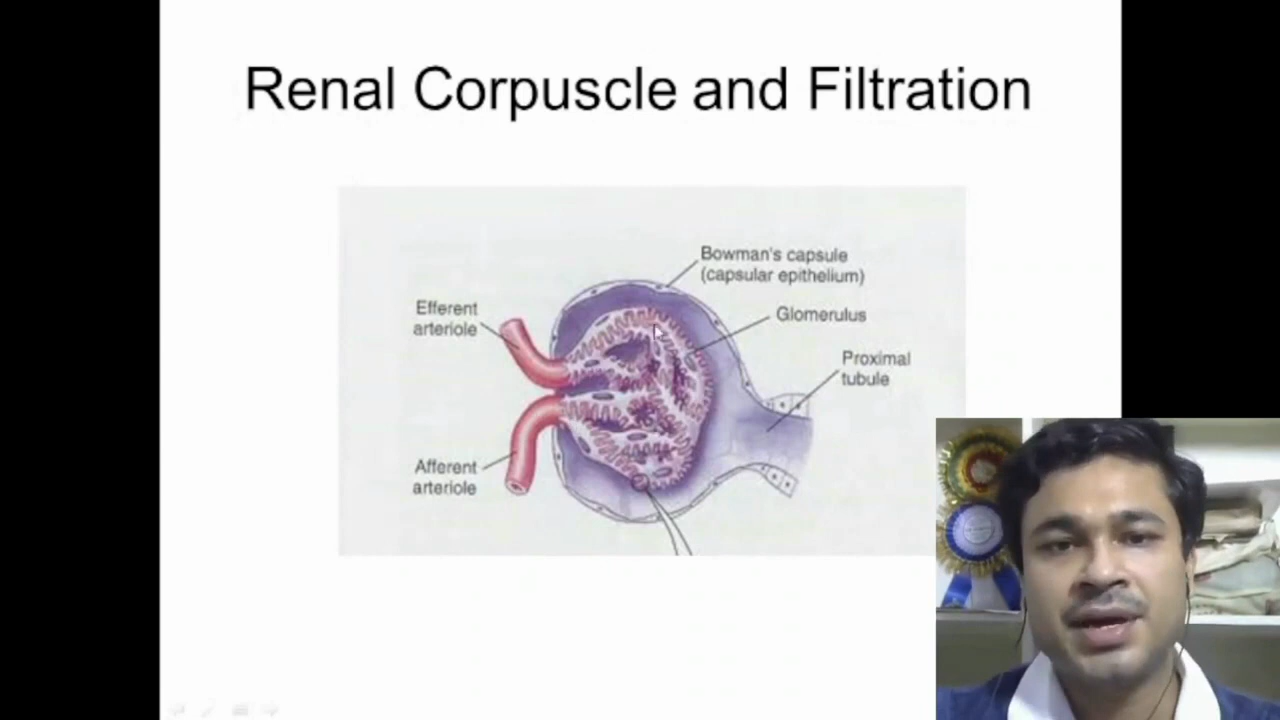 Renal Corpuscle and Filtration
Bowman's capsule
(capsular epithelium)
Efferent
arteriole
Glomerulus
Proximal
tubule
Afferent
arteriole